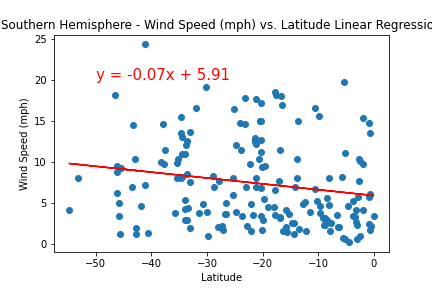 Southern Hemisphere - Wind Speed (mph) vs. Latitude Linear Regressio
y = -0.07x + 5.91
25
20
15
10
5
0
Wind Speed (mph)
−50 −40 −30 −20 −10 0
Latitude